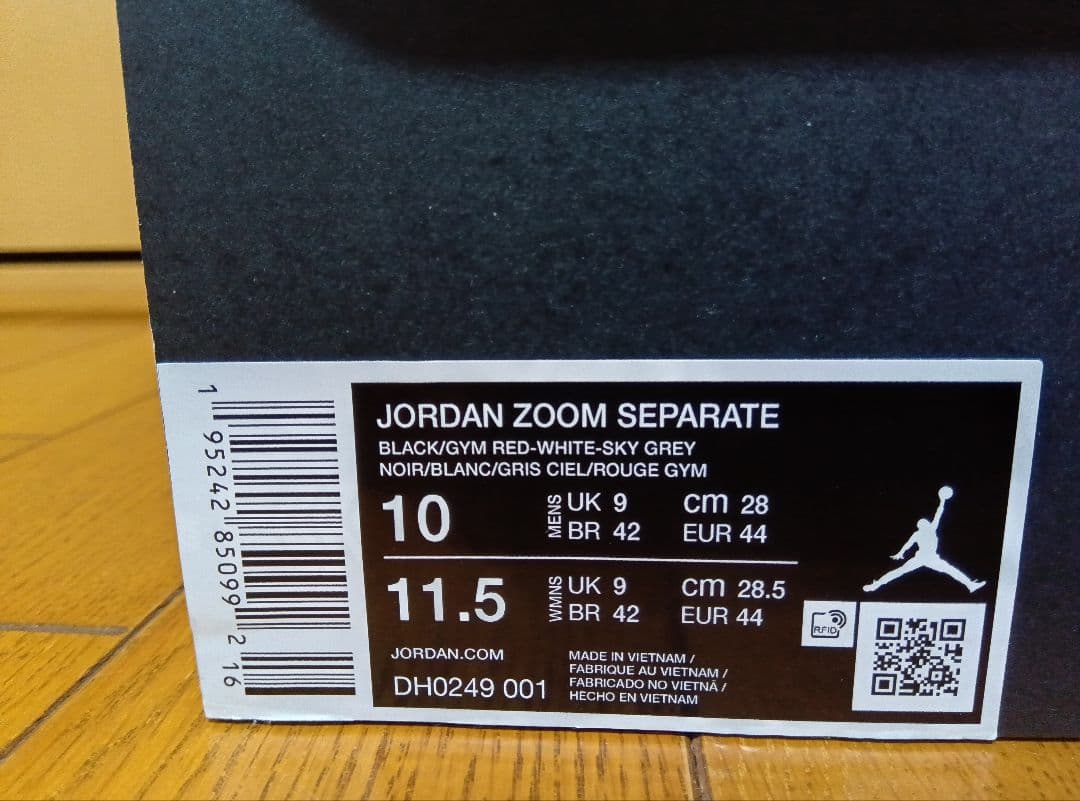 1 95242 85099 2 16
JORDAN ZOOM SEPARATE
BLACK/GYM RED-WHITE-SKY GREY
NOIR/BLANC/GRIS CIEL/ROUGE GYM
10 MENS UK 9 cm 28
BR 42 EUR 44
11.5 WMNS UK 9 cm 28.5
BR 42 EUR 44
RFID
JORDAN.COM
DH0249 001
MADE IN VIETNAM /
FABRIQUE AU VIETNAM /
FABRICADO NO VIETNÃ /
HECHO EN VIETNAM